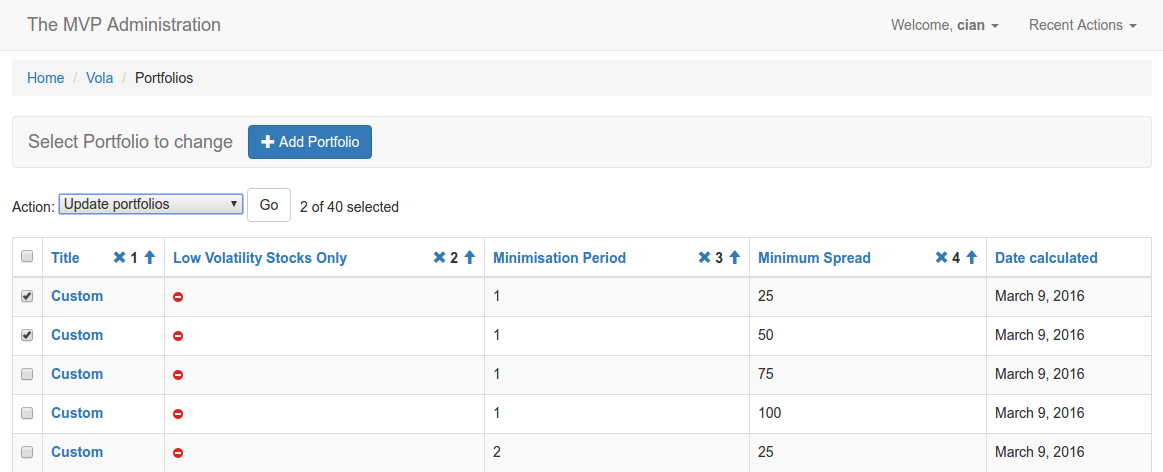 The MVP Administration Welcome, cian Recent Actions
Home / Vola / Portfolios
Select Portfolio to change Add Portfolio
Action: Update portfolios Go 2 of 40 selected
Title 1 Low Volatility Stocks Only 2 Minimisation Period 3 Minimum Spread 4 Date calculated
Custom 1 25 March 9, 2016
Custom 1 50 March 9, 2016
Custom 1 75 March 9, 2016
Custom 1 100 March 9, 2016
Custom 2 25 March 9, 2016